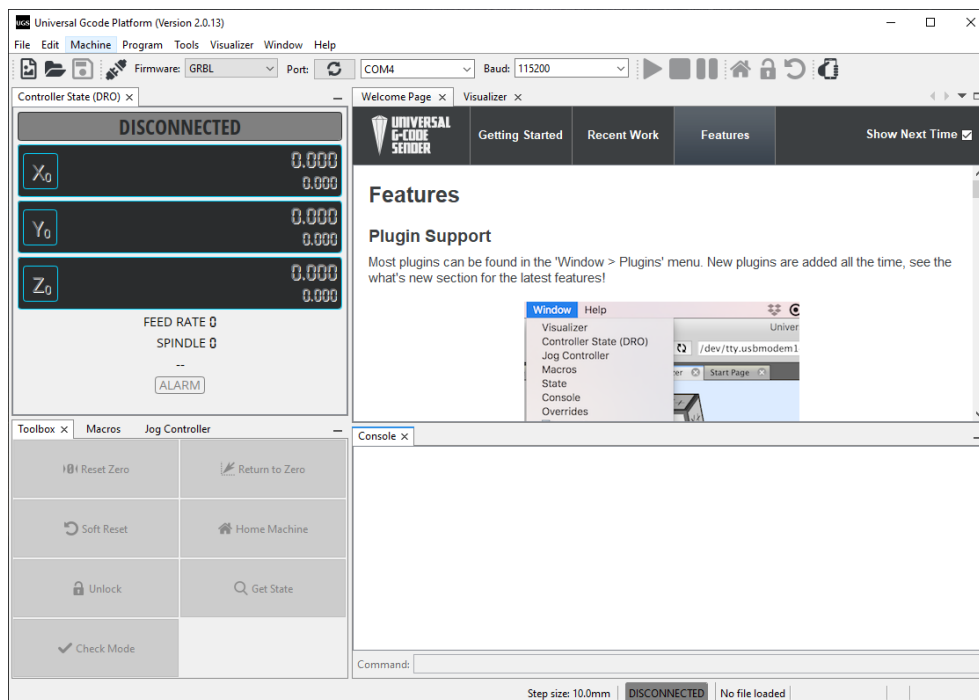 UGS Universal Gcode Platform (Version 2.0.13)
File Edit Machine Program Tools Visualizer Window Help
Firmware: GRBL Port: COM4 Baud: 115200
Controller State (DRO)
Welcome Page Visualizer
DISCONNECTED
UNIVERSAL
G-CODE
SENDER
Getting Started Recent Work Features Show Next Time
X0 0.000
0.000
Y0 0.000
0.000
Z0 0.000
0.000
FEED RATE 0
SPINDLE 0
--
ALARM
Features
Plugin Support
Most plugins can be found in the 'Window > Plugins' menu. New plugins are added all the time, see the
what's new section for the latest features!
Window Help
Visualizer
Controller State (DRO)
Jog Controller
Macros
State
Console
Overrides
Univer
/dev/tty.usbmodem1
zer Start Page
Toolbox Macros Jog Controller
Reset Zero Return to Zero
Soft Reset Home Machine
Unlock Get State
Check Mode
Console
Command:
Step size: 10.0mm DISCONNECTED No file loaded